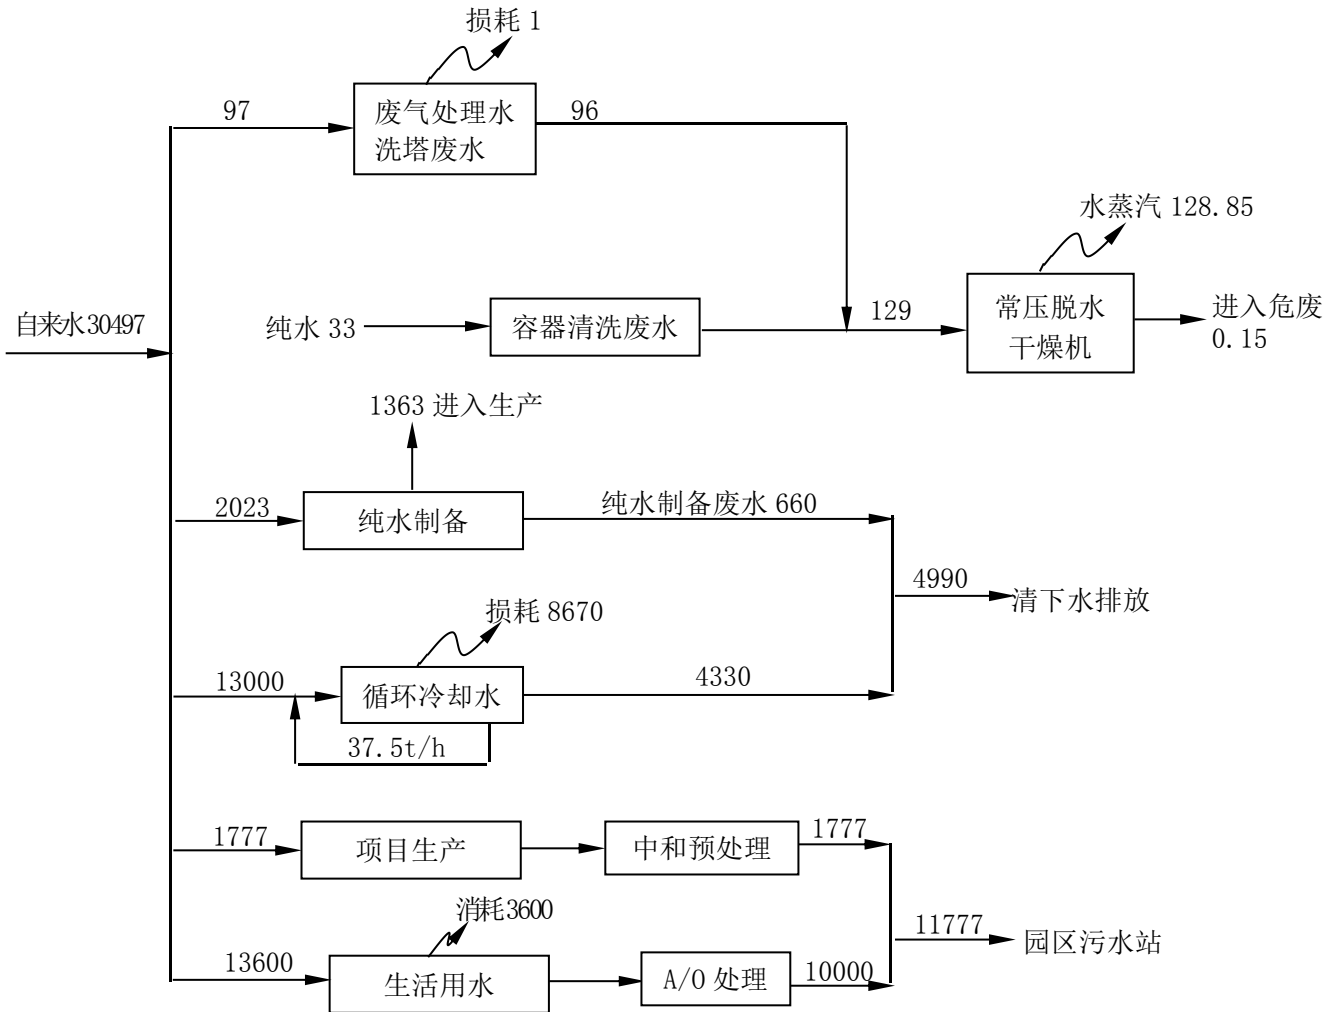 损耗 1
97
废气处理水
洗塔废水
96
水蒸汽 128.85
自来水30497
纯水 33
容器清洗废水
129
常压脱水
干燥机
进入危废
0.15
1363 进入生产
2023
纯水制备
纯水制备废水 660
4990
清下水排放
损耗 8670
13000
循环冷却水
4330
37.5t/h
1777
项目生产
中和预处理
1777
消耗3600
11777
园区污水站
13600
生活用水
A/O 处理
10000